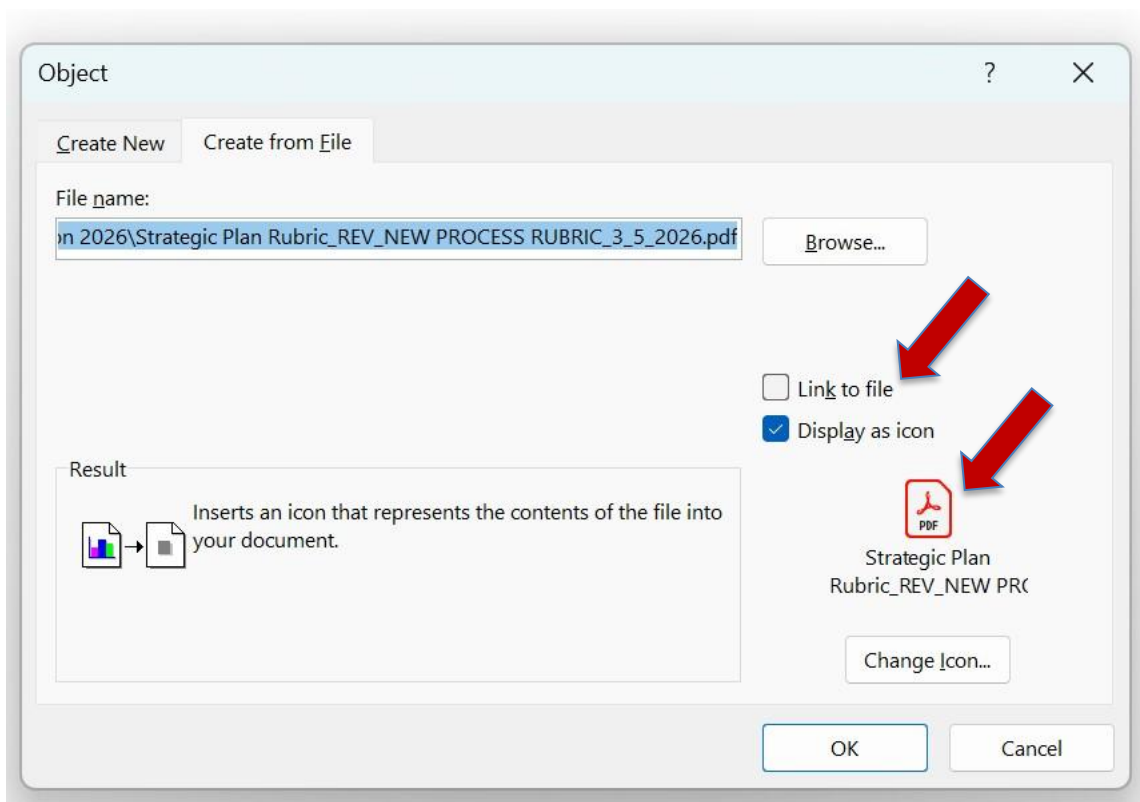 Object
?
Create New
Create from File
File name:
on 2026\Strategic Plan Rubric_REV_NEW PROCESS RUBRIC_3_5_2026.pdf
Browse...
Link to file
Display as icon
Result
Inserts an icon that represents the contents of the file into
your document.
PDF
Strategic Plan
Rubric_REV_NEW PR
Change Icon...
OK
Cancel